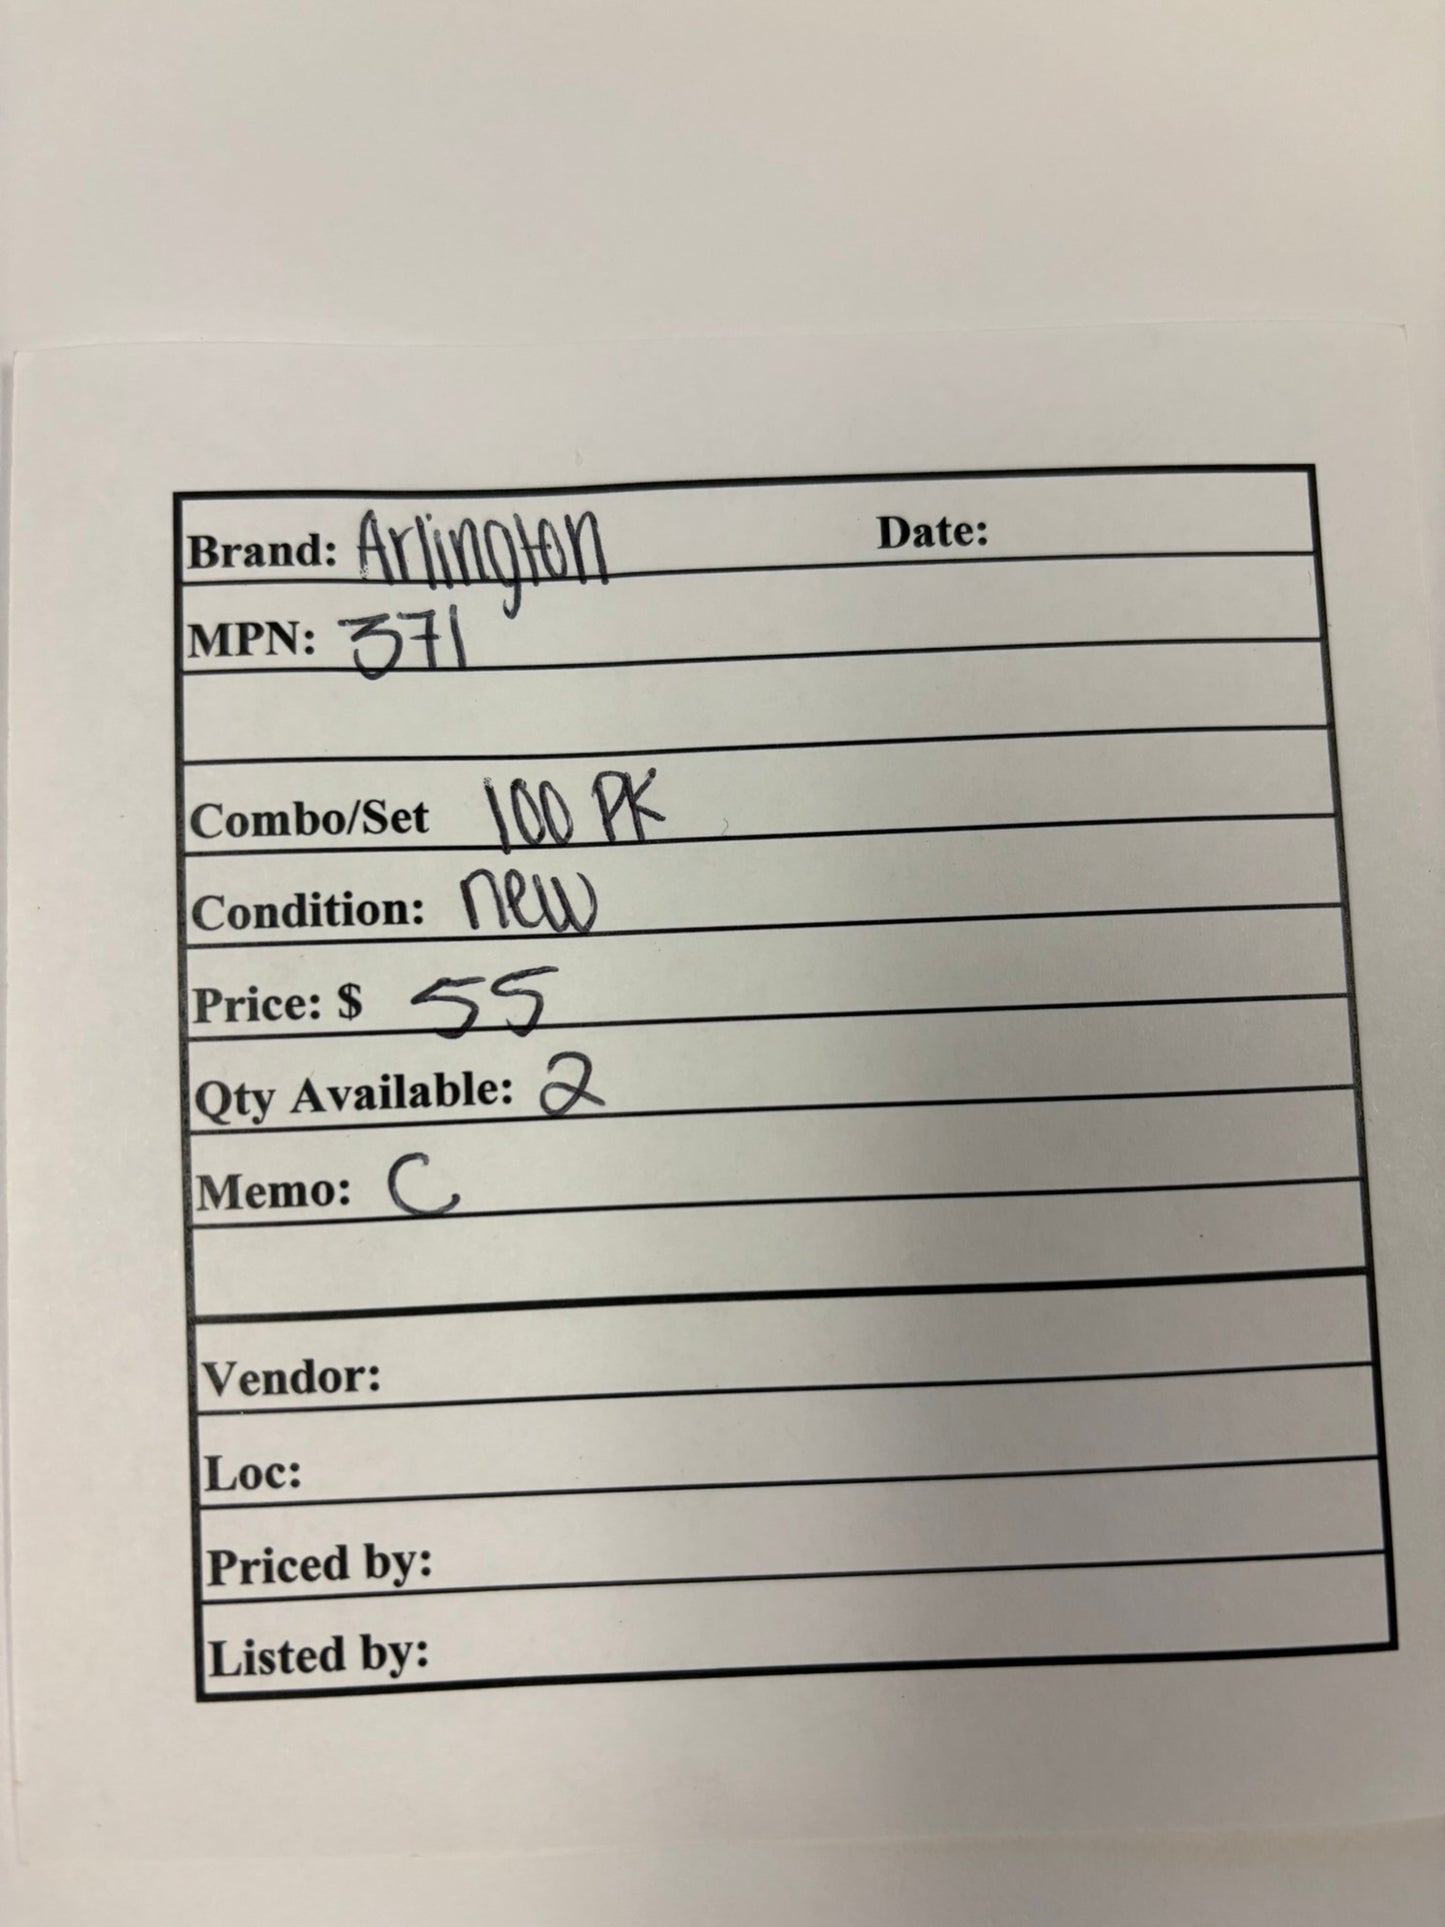 Brand: Arlington Date:
MPN: 371
Combo/Set 100 PK
Condition: new
Price: $ 55
Qty Available: 2
Memo: C
Vendor:
Loc:
Priced by:
Listed by: